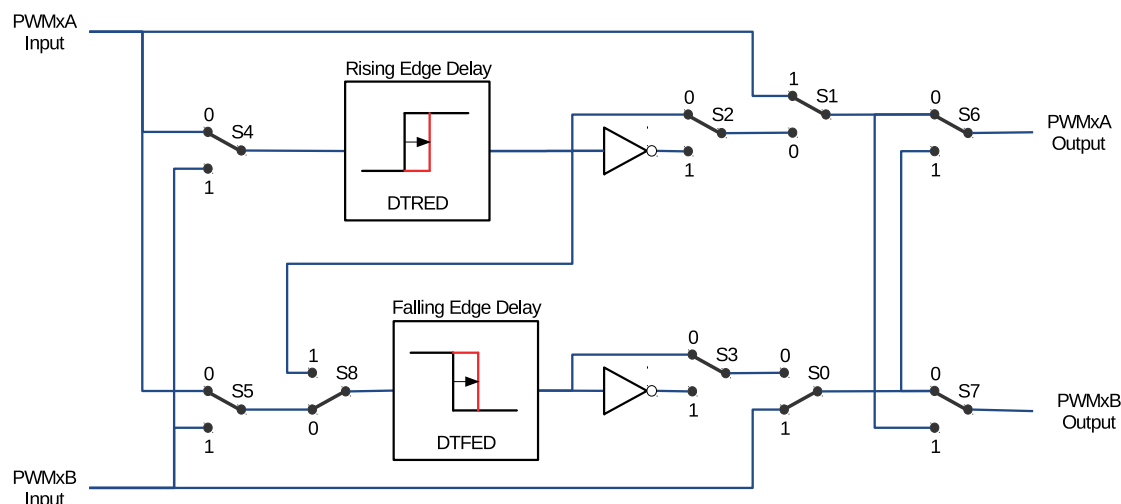 PWMxA
Input
Rising Edge Delay
DTRED
0
S4
1
0
S2
1
1
S1
0
0
S6
1
PWMxA
Output
Falling Edge Delay
DTFED
0
S5
1
1
S8
0
0
S3
1
0
S0
1
0
S7
1
PWMxB
Output
PWMxB
Input